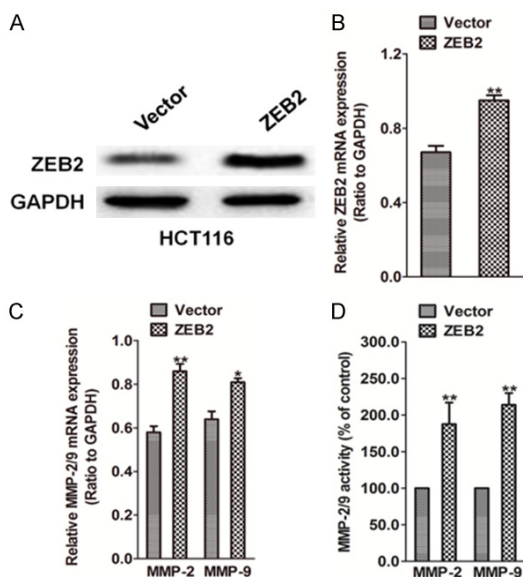 A
Vector
ZEB2
ZEB2
GAPDH
HCT116
B
Vector
ZEB2
Relative ZEB2 mRNA expression
(Ratio to GAPDH)
1.2
0.8
0.4
0.0
**
C
Vector
ZEB2
Relative MMP-2/9 mRNA expression
(Ratio to GAPDH)
1.0
0.8
0.6
0.4
0.2
0.0
**
*
MMP-2
MMP-9
D
Vector
ZEB2
MMP-2/9 activity (% of control)
300.0
250.0
200.0
150.0
100.0
50.0
0.0
**
**
MMP-2
MMP-9